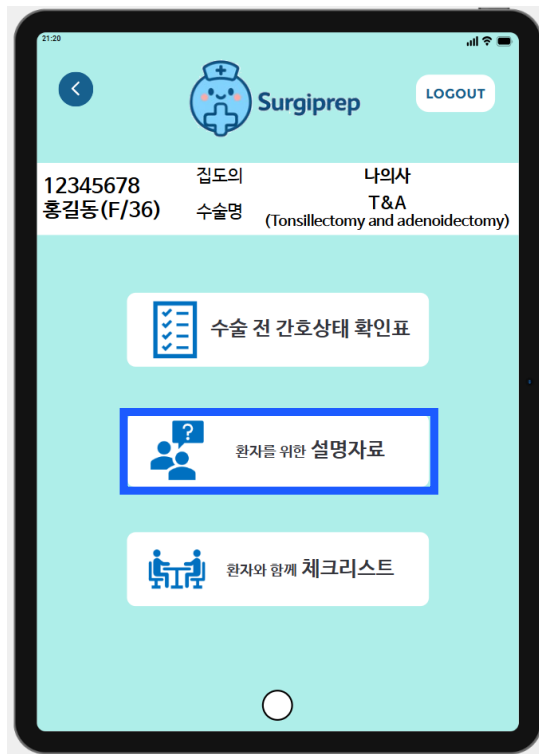 21:20
Surgiprep
LOGOUT
12345678
홍길동(F/36)
집도의
나의사
수술명
T&A
(Tonsillectomy and adenoidectomy)
수술 전 간호상태 확인표
?
환자를 위한 설명자료
환자와 함께 체크리스트